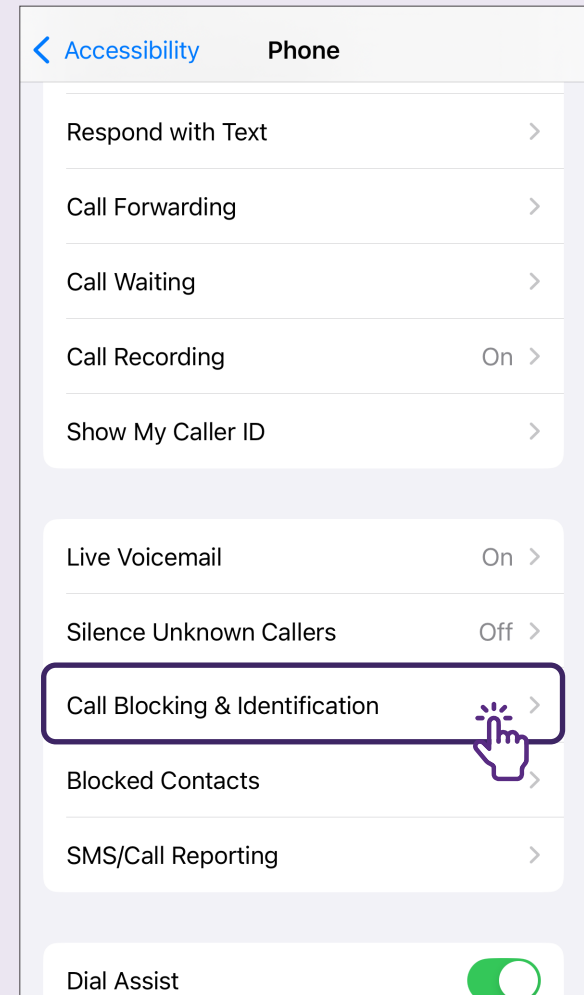 Accessibility Phone
Respond with Text
Call Forwarding
Call Waiting
Call Recording On
Show My Caller ID
Live Voicemail On
Silence Unknown Callers Off
Call Blocking & Identification
Blocked Contacts
SMS/Call Reporting
Dial Assist